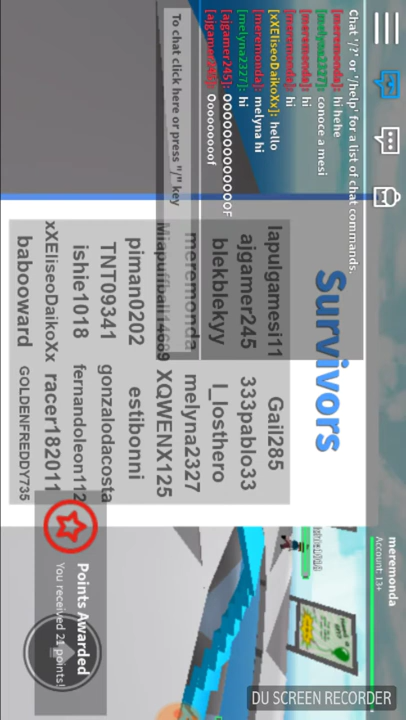 Chat '/?' or '/help' for a list of chat commands.
[meremonda]: hi hehe
[melyna2327]: conoce a mesi
[meremonda]: hi
[meremonda]: hi
[xXEliseoDaikoXx]: hello
[meremonda]: melyna hi
[melyna2327]: hi
[ajgamer245]: OOOOOOOOOOOOOF
[ajgamer245]: Oooooooof
To chat click here or press "/" key
Survivors
lapulgamesi11 Gail285
ajgamer245 333pablo33
blekblekyy l_losthero
meremonda melyna2327
XQWENX125
piman0202 estibonni
TNT09341 gonzalodacosta
ishie1018 fernandoleon112
xXEliseoDaikoXx racer182011
babooward GOLDENFREDDY735
meremonda
Account: 13+
Points Awarded
You received 21 points!
DU SCREEN RECORDER